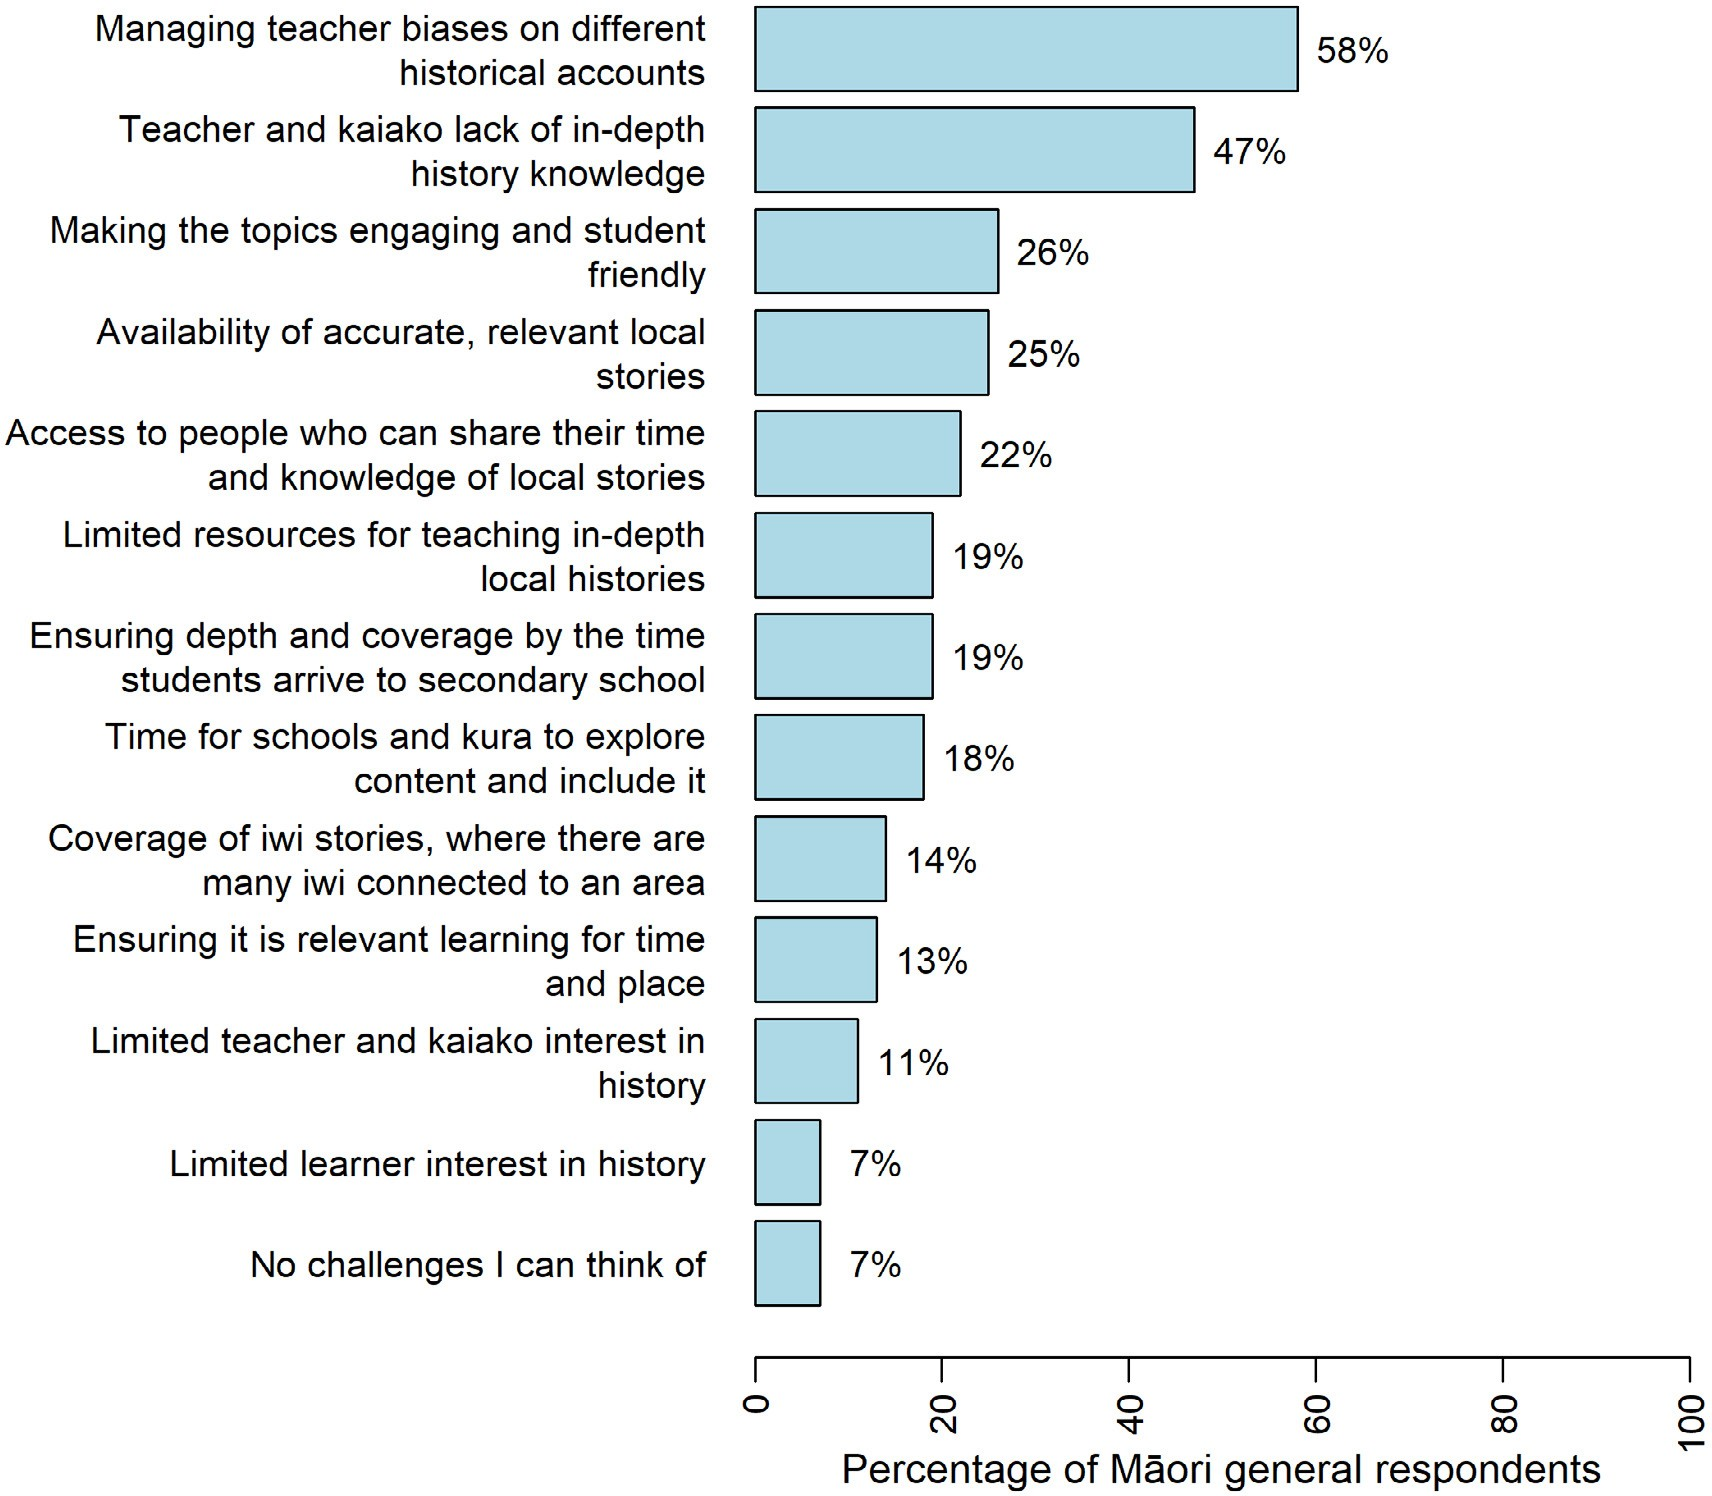 Managing teacher biases on different
historical accounts
58%
Teacher and kaiako lack of in-depth
history knowledge
47%
Making the topics engaging and student
friendly
26%
Availability of accurate, relevant local
stories
25%
Access to people who can share their time
and knowledge of local stories
22%
Limited resources for teaching in-depth
local histories
19%
Ensuring depth and coverage by the time
students arrive to secondary school
19%
Time for schools and kura to explore
content and include it
18%
Coverage of iwi stories, where there are
many iwi connected to an area
14%
Ensuring it is relevant learning for time
and place
13%
Limited teacher and kaiako interest in
history
11%
Limited learner interest in history
7%
No challenges I can think of
7%
0
20
40
60
80
100
Percentage of Māori general respondents